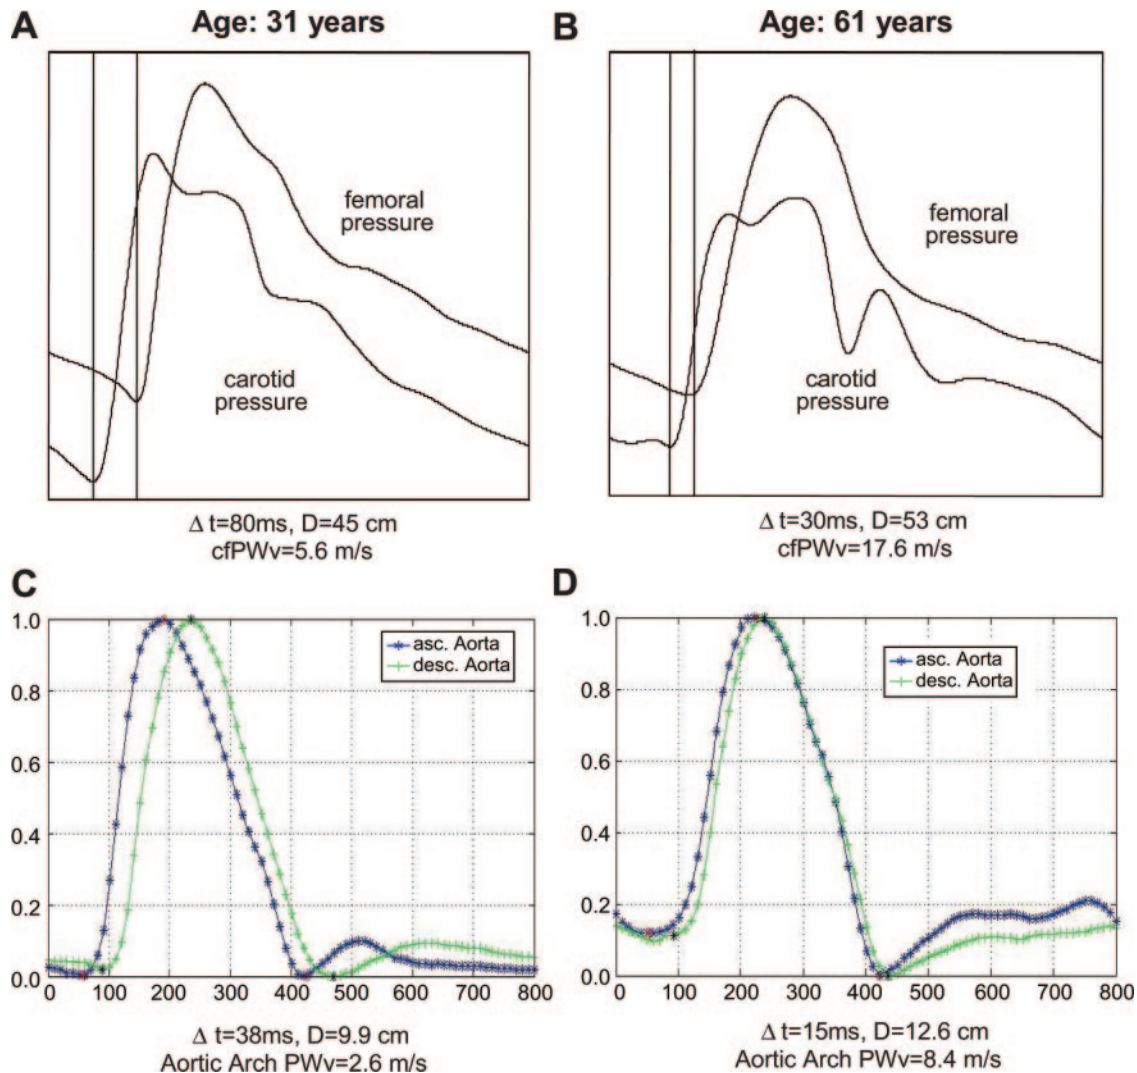 A
Age: 31 years
B
Age: 61 years
femoral
pressure
carotid
pressure
femoral
pressure
carotid
pressure
Δ t=80ms, D=45 cm
cfPWv=5.6 m/s
Δ t=30ms, D=53 cm
cfPWv=17.6 m/s
C
D
1.0
0.8
0.6
0.4
0.2
0.0
asc. Aorta
desc. Aorta
0 100 200 300 400 500 600 700 800
1.0
0.8
0.6
0.4
0.2
0.0
asc. Aorta
desc. Aorta
0 100 200 300 400 500 600 700 800
Δ t=38ms, D=9.9 cm
Aortic Arch PWv=2.6 m/s
Δ t=15ms, D=12.6 cm
Aortic Arch PWv=8.4 m/s